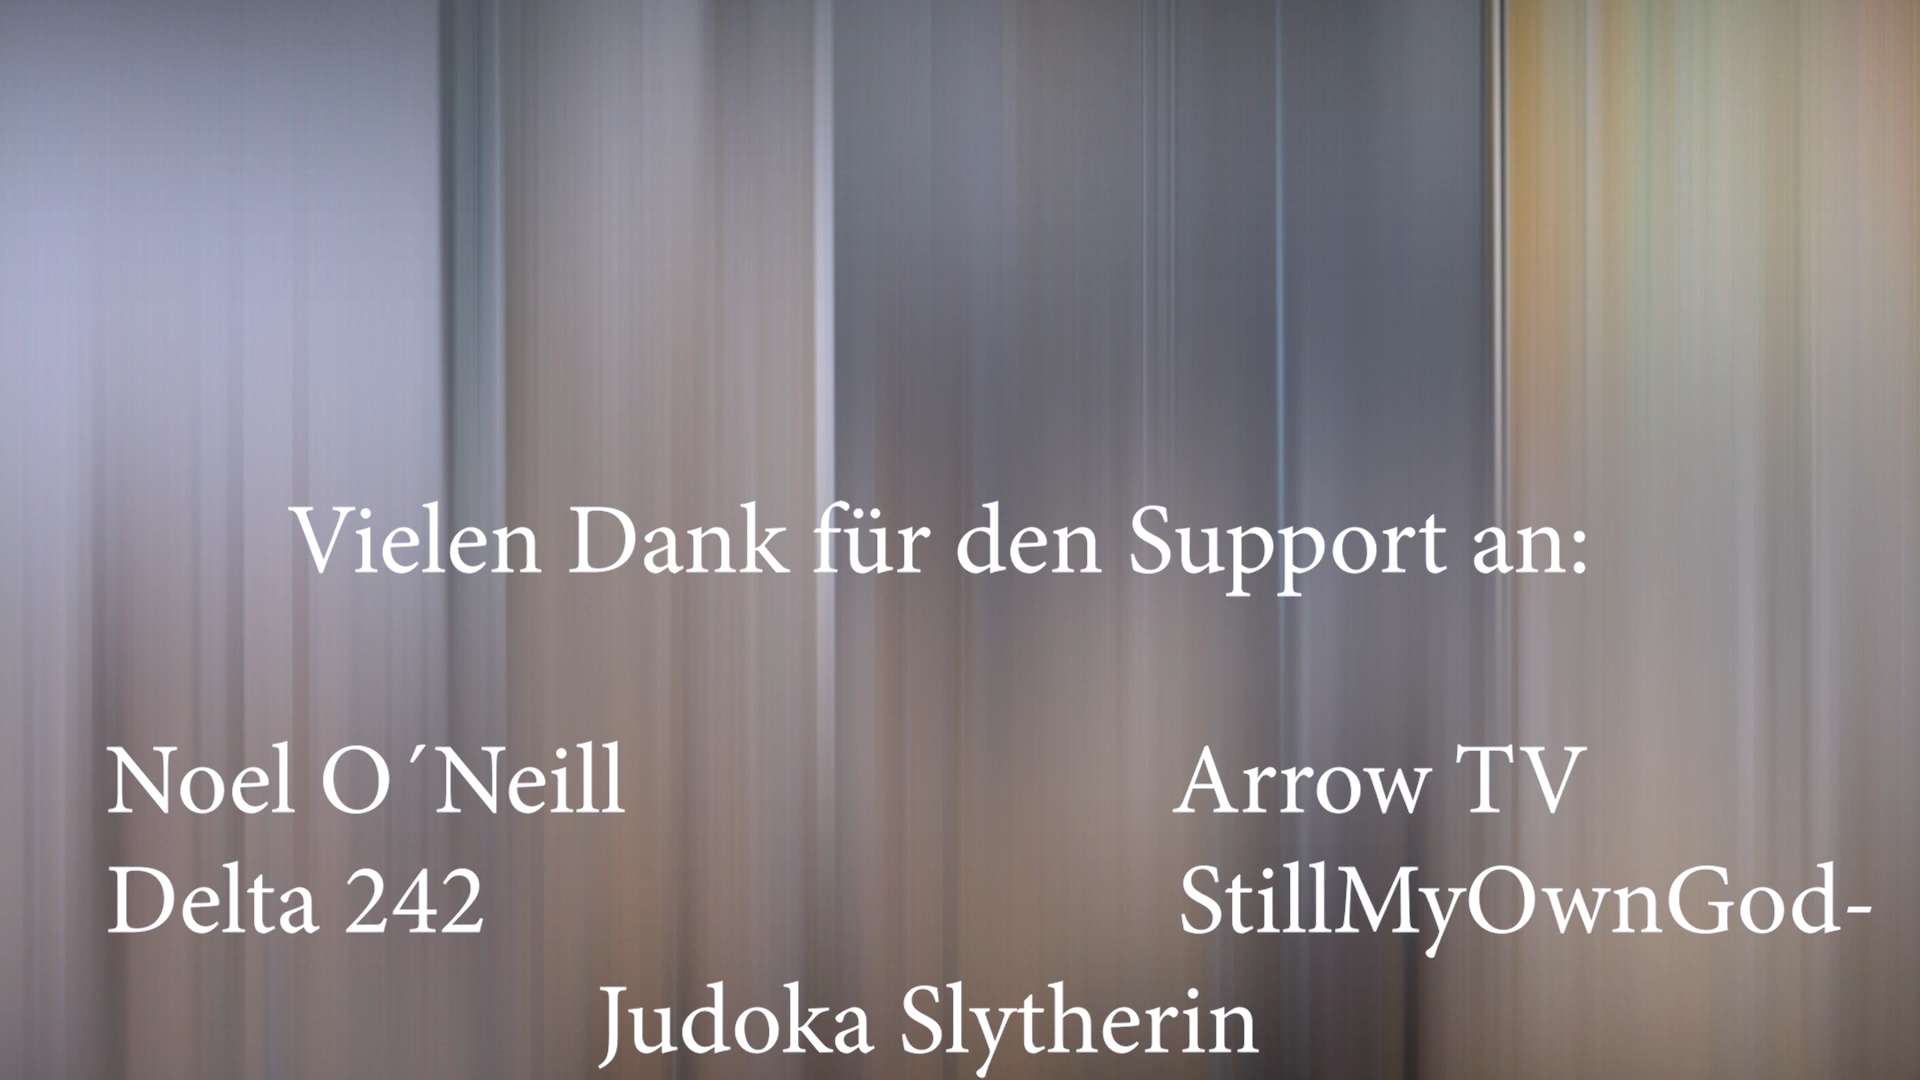 Vielen Dank für den Support an:
Noel O´Neill Arrow TV
Delta 242 StillMyOwnGod-
Judoka Slytherin